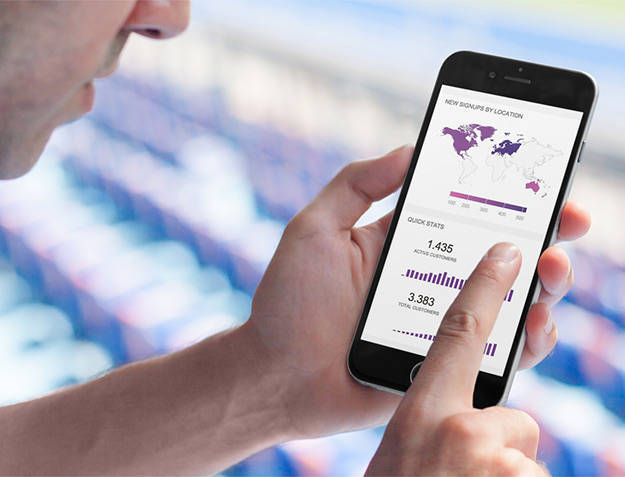 NEW SIGNUPS BY LOCATION
100 200 300 400 500
QUICK STATS
1.435
ACTIVE CUSTOMERS
3.383
TOTAL CUSTOMERS